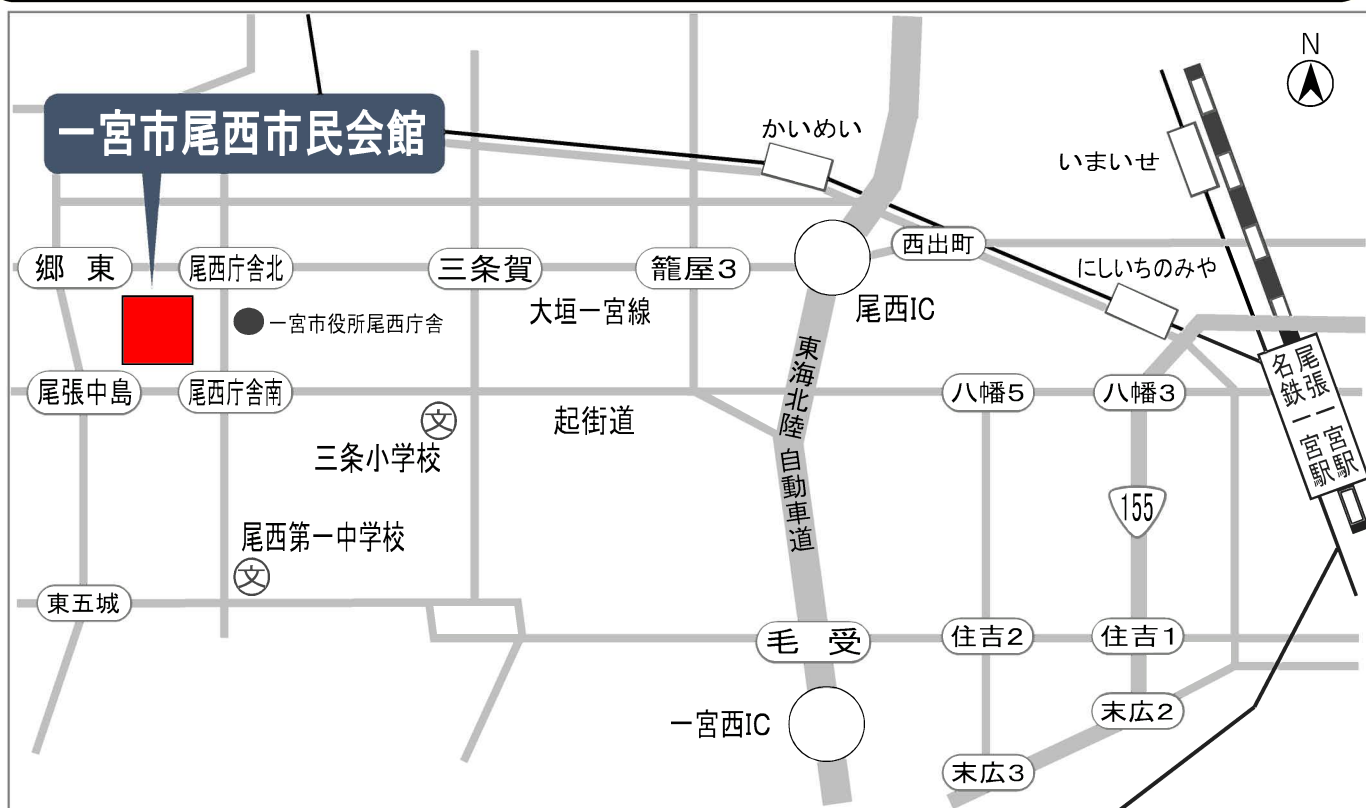 N
一宮市尾西市民会館
かいめい
いまいせ
郷 東
尾西庁舎北
三条賀
籠屋3
西出町
にしいちのみや
一宮市役所尾西庁舎
大垣一宮線
尾西IC
東海北陸自動車道
尾張一宮駅
名鉄一宮駅
尾張中島
尾西庁舎南
起街道
八幡5
八幡3
三条小学校
文
155
尾西第一中学校
文
東五城
毛 受
住吉2
住吉1
一宮西IC
末広2
末広3